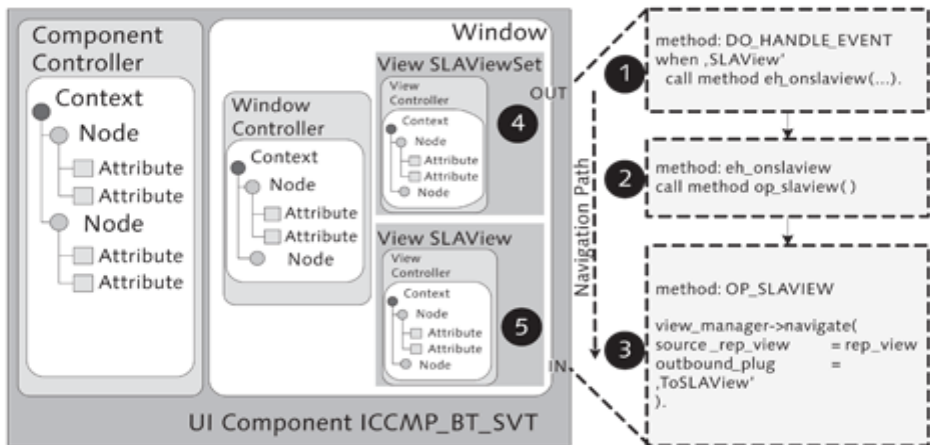 Component
Controller
Context
Node
Attribute
Attribute
Node
Attribute
Attribute
Window
Window
Controller
Context
Node
Attribute
Attribute
Node
View SLAViewSet
View
Controller
Context
Node
Attribute
Attribute
Node
4
OUT
View SLAView
View
Controller
Context
Node
Attribute
Attribute
Node
5
IN
UI Component ICCMP_BT_SVT
Navigation Path
1
method: DO_HANDLE_EVENT
when ‚SLAView'
call method eh_onslaview(...).
2
method: eh_onslaview
call method op_slaview( )
3
method: OP_SLAVIEW
view_manager->navigate(
source_rep_view = rep_view
outbound_plug =
‚ToSLAView'
).